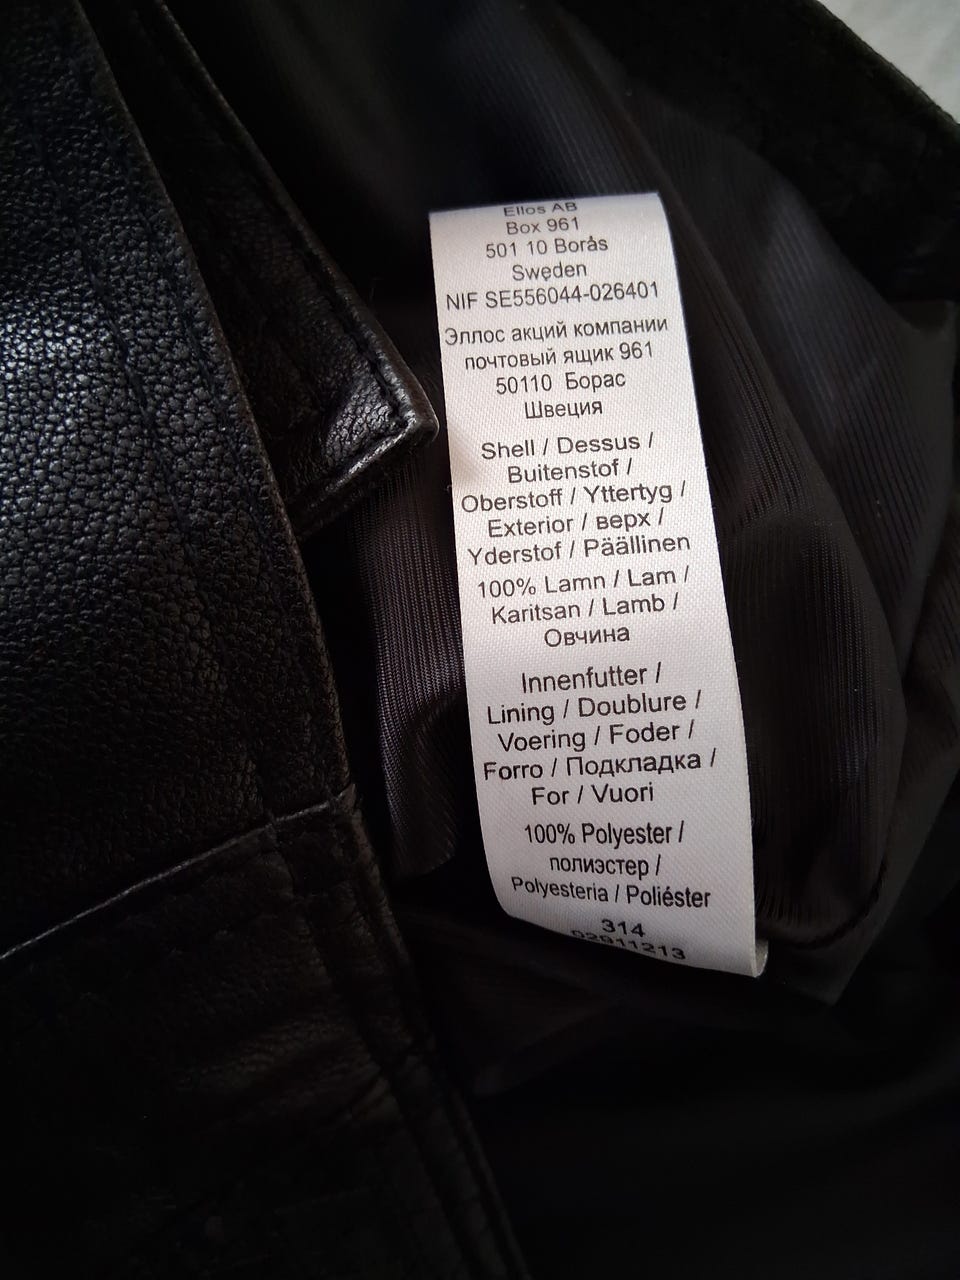 Ellos AB
Box 961
501 10 Borås
Sweden
NIF SE556044-026401
Эллос акций компании
почтовый ящик 961
50110 Борас
Швеция
Shell / Dessus /
Buitenstof /
Oberstoff / Yttertyg /
Exterior / верх /
Yderstof / Päällinen
100% Lamn / Lam /
Karitsan / Lamb /
Овчина
Innenfutter /
Lining / Doublure /
Voering / Foder /
Forro / Подкладка /
For / Vuori
100% Polyester /
полиэстер /
Polyesteria / Poliéster
314
02911213